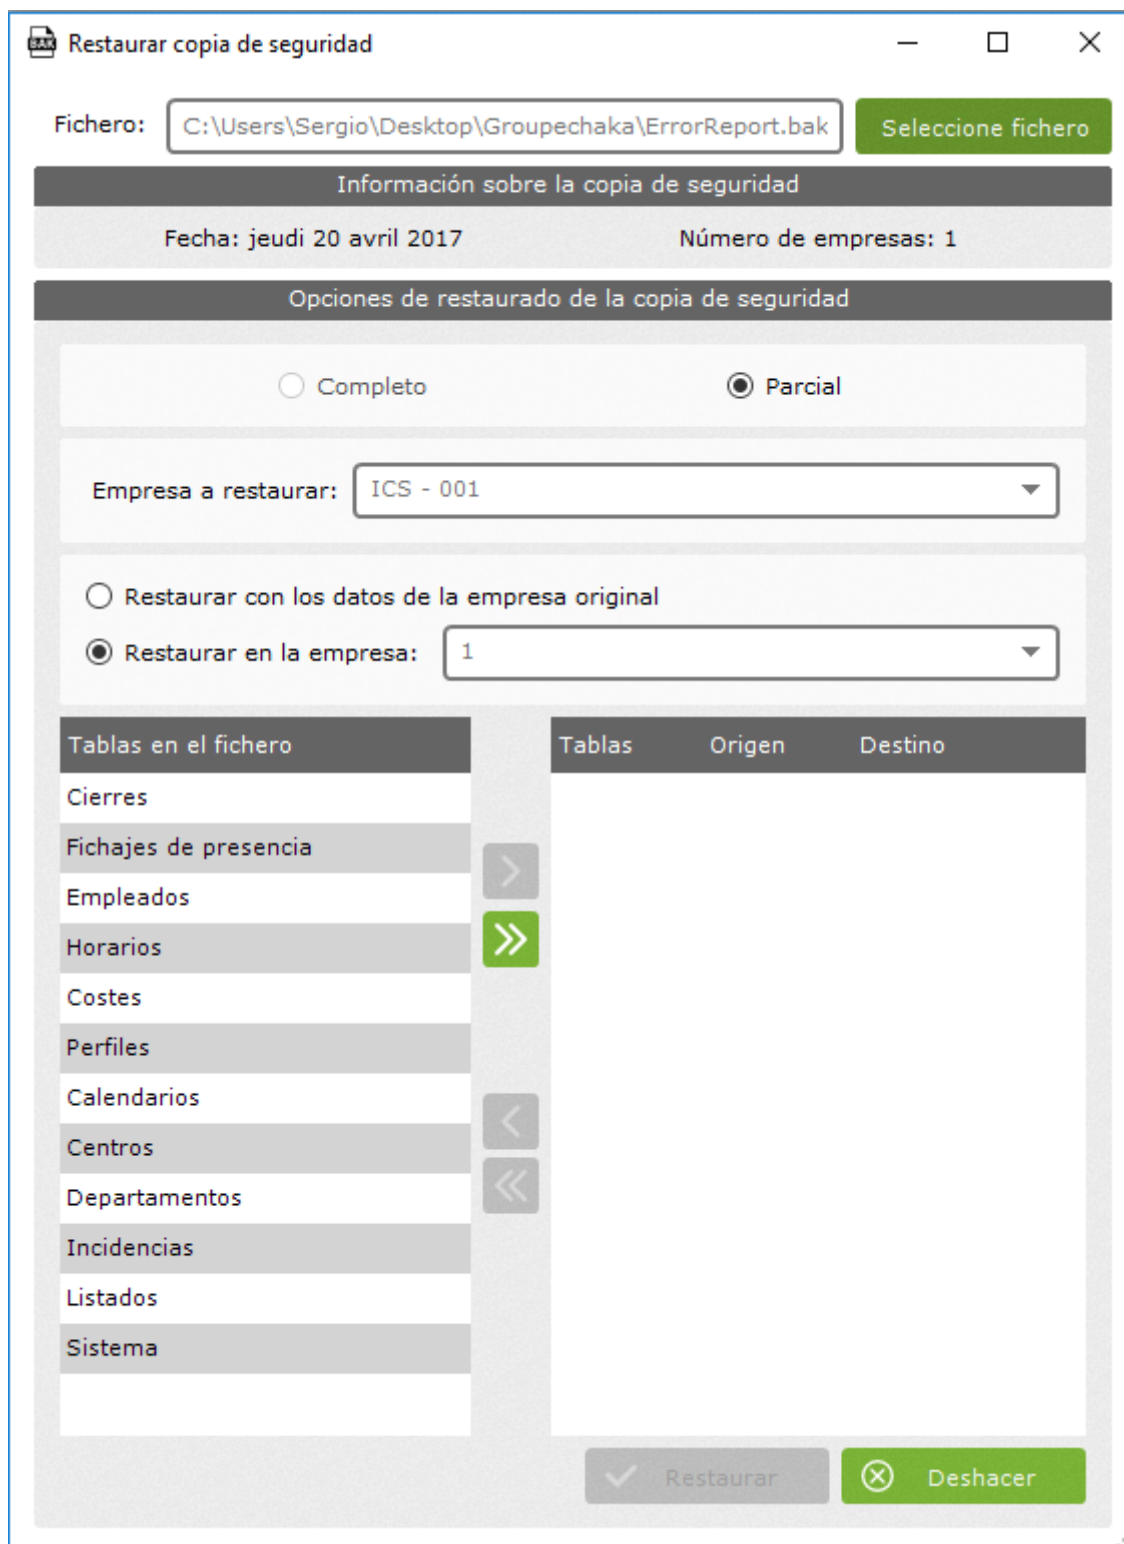 BAK Restaurar copia de seguridad
Fichero: C:\Users\Sergio\Desktop\Groupechaka\ErrorReport.bak Seleccione fichero
Información sobre la copia de seguridad
Fecha: jeudi 20 avril 2017 Número de empresas: 1
Opciones de restaurado de la copia de seguridad
Completo Parcial
Empresa a restaurar: ICS - 001
Restaurar con los datos de la empresa original
Restaurar en la empresa: 1
Tablas en el fichero
Cierres
Fichajes de presencia
Empleados
Horarios
Costes
Perfiles
Calendarios
Centros
Departamentos
Incidencias
Listados
Sistema
Tablas Origen Destino
Restaurar Deshacer